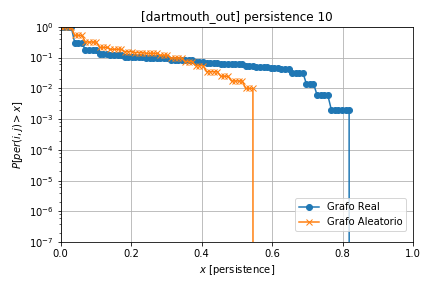 [dartmouth_out] persistence 10
P[per(i,j) > x]
10^0
10^-1
10^-2
10^-3
10^-4
10^-5
10^-6
10^-7
Grafo Real
Grafo Aleatorio
0.0 0.2 0.4 0.6 0.8 1.0
x [persistence]